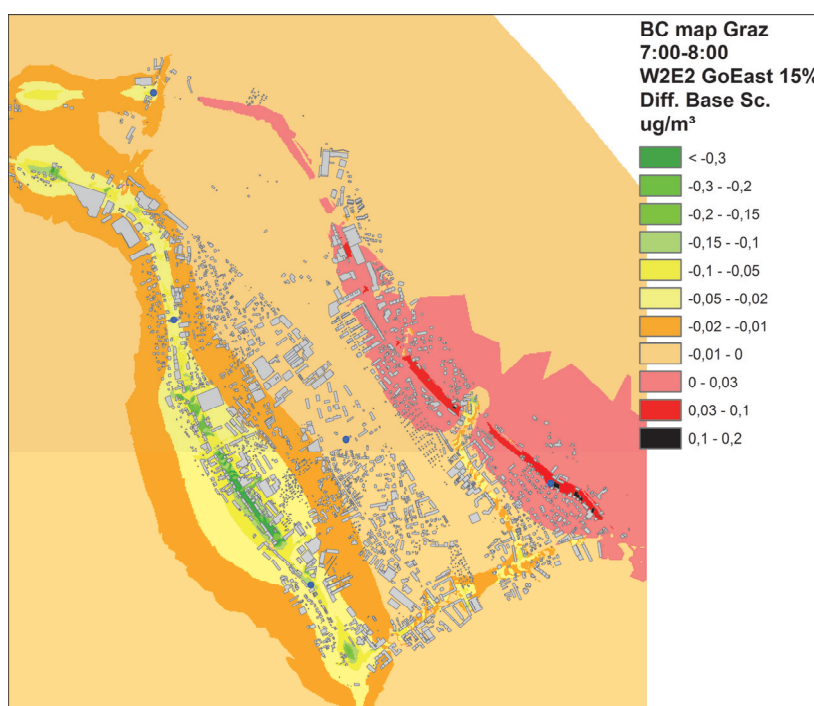 BC map Graz
7:00-8:00
W2E2 GoEast 15%
Diff. Base Sc.
ug/m³
< -0,3
-0,3 - -0,2
-0,2 - -0,15
-0,15 - -0,1
-0,1 - -0,05
-0,05 - -0,02
-0,02 - -0,01
-0,01 - 0
0 - 0,03
0,03 - 0,1
0,1 - 0,2